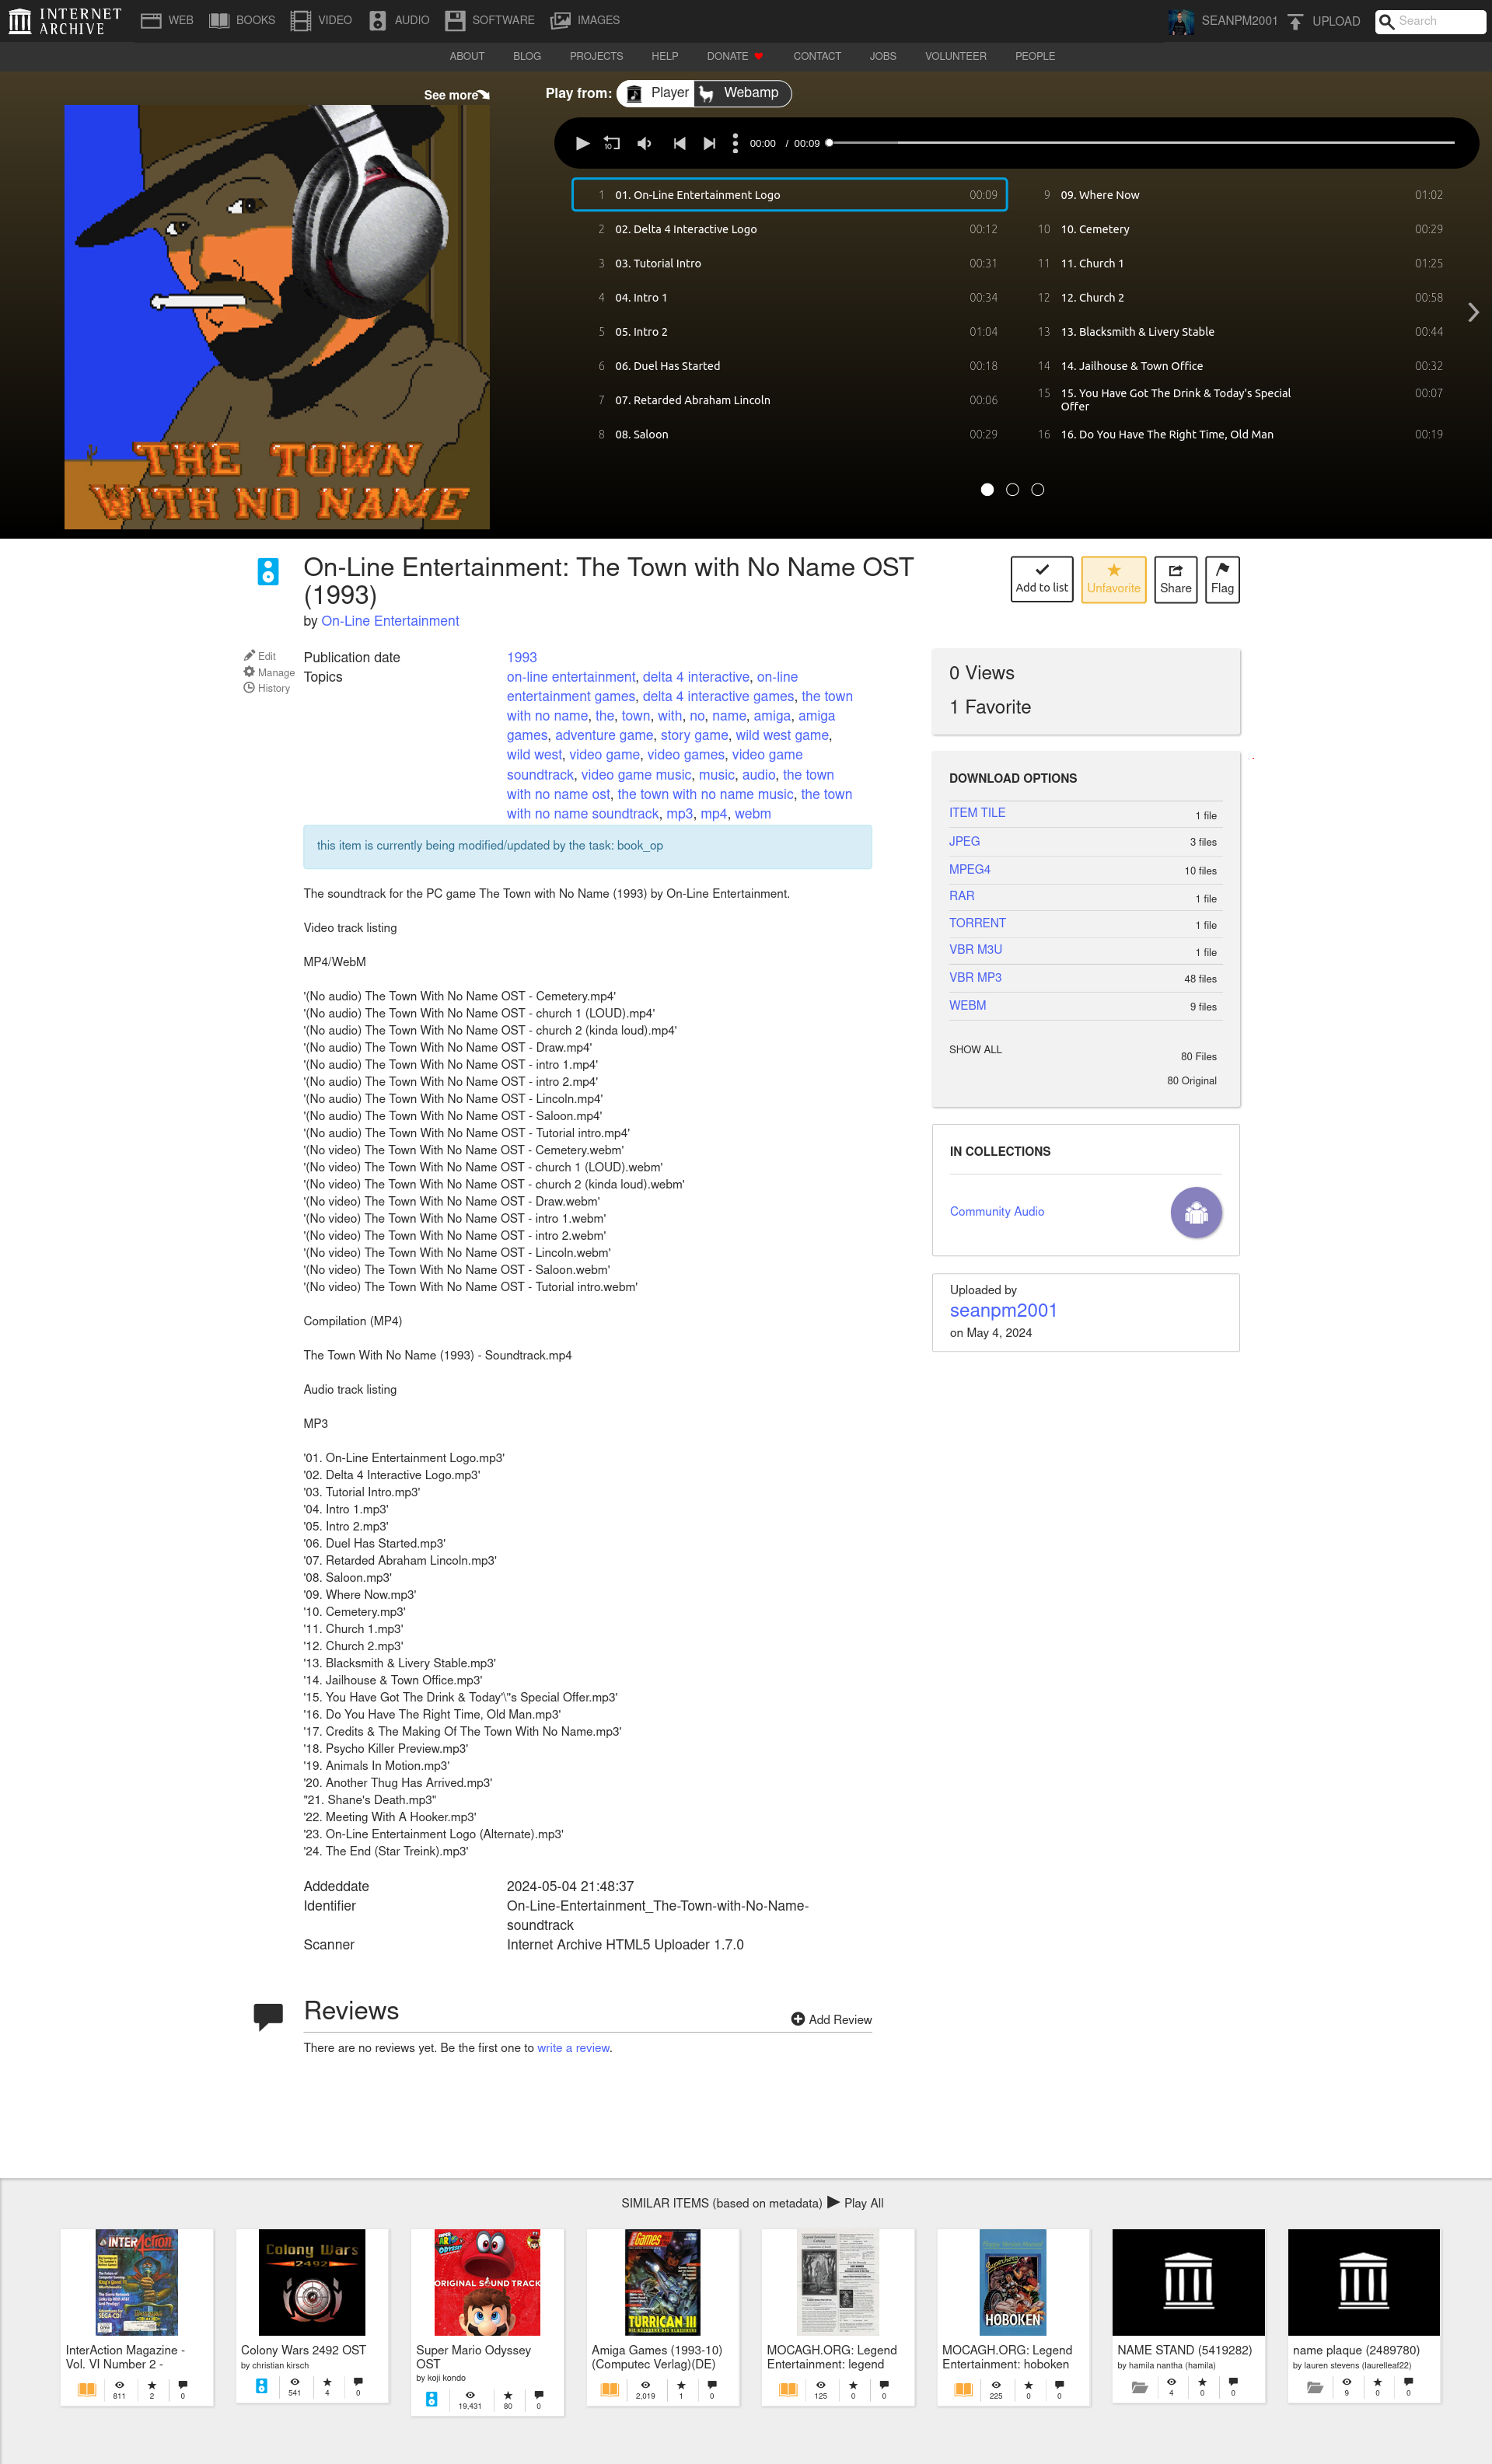 INTERNET ARCHIVE
WEB BOOKS VIDEO AUDIO SOFTWARE IMAGES
SEANPM2001 UPLOAD Search
ABOUT BLOG PROJECTS HELP DONATE CONTACT JOBS VOLUNTEER PEOPLE
See more
THE TOWN
WITH NO NAME
Play from: Player Webamp
10 00:00 / 00:09
1 01. On-Line Entertainment Logo 00:09
2 02. Delta 4 Interactive Logo 00:12
3 03. Tutorial Intro 00:31
4 04. Intro 1 00:34
5 05. Intro 2 01:04
6 06. Duel Has Started 00:18
7 07. Retarded Abraham Lincoln 00:06
8 08. Saloon 00:29
9 09. Where Now 01:02
10 10. Cemetery 00:29
11 11. Church 1 01:25
12 12. Church 2 00:58
13 13. Blacksmith & Livery Stable 00:44
14 14. Jailhouse & Town Office 00:32
15 15. You Have Got The Drink & Today's Special 00:07
Offer
16 16. Do You Have The Right Time, Old Man 00:19
On-Line Entertainment: The Town with No Name OST
(1993)
by On-Line Entertainment
Add to list Unfavorite Share Flag
Edit
Manage
History
Publication date 1993
Topics on-line entertainment, delta 4 interactive, on-line
entertainment games, delta 4 interactive games, the town
with no name, the, town, with, no, name, amiga, amiga
games, adventure game, story game, wild west game,
wild west, video game, video games, video game
soundtrack, video game music, music, audio, the town
with no name ost, the town with no name music, the town
with no name soundtrack, mp3, mp4, webm
this item is currently being modified/updated by the task: book_op
The soundtrack for the PC game The Town with No Name (1993) by On-Line Entertainment.
Video track listing
MP4/WebM
'(No audio) The Town With No Name OST - Cemetery.mp4'
'(No audio) The Town With No Name OST - church 1 (LOUD).mp4'
'(No audio) The Town With No Name OST - church 2 (kinda loud).mp4'
'(No audio) The Town With No Name OST - Draw.mp4'
'(No audio) The Town With No Name OST - intro 1.mp4'
'(No audio) The Town With No Name OST - intro 2.mp4'
'(No audio) The Town With No Name OST - Lincoln.mp4'
'(No audio) The Town With No Name OST - Saloon.mp4'
'(No audio) The Town With No Name OST - Tutorial intro.mp4'
'(No video) The Town With No Name OST - Cemetery.webm'
'(No video) The Town With No Name OST - church 1 (LOUD).webm'
'(No video) The Town With No Name OST - church 2 (kinda loud).webm'
'(No video) The Town With No Name OST - Draw.webm'
'(No video) The Town With No Name OST - intro 1.webm'
'(No video) The Town With No Name OST - intro 2.webm'
'(No video) The Town With No Name OST - Lincoln.webm'
'(No video) The Town With No Name OST - Saloon.webm'
'(No video) The Town With No Name OST - Tutorial intro.webm'
Compilation (MP4)
The Town With No Name (1993) - Soundtrack.mp4
Audio track listing
MP3
'01. On-Line Entertainment Logo.mp3'
'02. Delta 4 Interactive Logo.mp3'
'03. Tutorial Intro.mp3'
'04. Intro 1.mp3'
'05. Intro 2.mp3'
'06. Duel Has Started.mp3'
'07. Retarded Abraham Lincoln.mp3'
'08. Saloon.mp3'
'09. Where Now.mp3'
'10. Cemetery.mp3'
'11. Church 1.mp3'
'12. Church 2.mp3'
'13. Blacksmith & Livery Stable.mp3'
'14. Jailhouse & Town Office.mp3'
'15. You Have Got The Drink & Today'\''s Special Offer.mp3'
'16. Do You Have The Right Time, Old Man.mp3'
'17. Credits & The Making Of The Town With No Name.mp3'
'18. Psycho Killer Preview.mp3'
'19. Animals In Motion.mp3'
'20. Another Thug Has Arrived.mp3'
"21. Shane's Death.mp3"
'22. Meeting With A Hooker.mp3'
'23. On-Line Entertainment Logo (Alternate).mp3'
'24. The End (Star Treink).mp3'
Addeddate 2024-05-04 21:48:37
Identifier On-Line-Entertainment_The-Town-with-No-Name-
soundtrack
Scanner Internet Archive HTML5 Uploader 1.7.0
0 Views
1 Favorite
DOWNLOAD OPTIONS
ITEM TILE 1 file
JPEG 3 files
MPEG4 10 files
RAR 1 file
TORRENT 1 file
VBR M3U 1 file
VBR MP3 48 files
WEBM 9 files
SHOW ALL 80 Files
80 Original
IN COLLECTIONS
Community Audio
Uploaded by
seanpm2001
on May 4, 2024
Reviews
Add Review
There are no reviews yet. Be the first one to write a review.
SIMILAR ITEMS (based on metadata) Play All
INTERAction
InterAction Magazine -
Vol. VI Number 2 -
811 2 0
Colony Wars
2492
Colony Wars 2492 OST
by christian kirsch
541 4 0
SUPER MARIO ODYSSEY
ORIGINAL SOUND TRACK
Super Mario Odyssey
OST
by koji kondo
19,431 80 0
Games
TURRICAN III
Amiga Games (1993-10)
(Computec Verlag)(DE)
2,019 1 0
MOCAGH.ORG: Legend
Entertainment: legend
125 0 0
Superhero
HOBOKEN
MOCAGH.ORG: Legend
Entertainment: hoboken
225 0 0
NAME STAND (5419282)
by hamila nantha (hamila)
4 0 0
name plaque (2489780)
by lauren stevens (laurelleaf22)
9 0 0